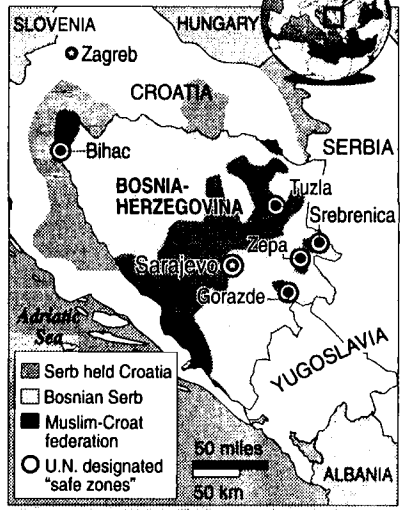 SLOVENIA
HUNGARY
Zagreb
CROATIA
SERBIA
Bihac
BOSNIA-
HERZEGOVINA
Tuzla
Srebrenica
Zepa
Sarajevo
Gorazde
Adriatic
Sea
YUGOSLAVIA
Serb held Croatia
Bosnian Serb
Muslim-Croat
federation
U.N. designated
"safe zones"
50 miles
50 km
ALBANIA